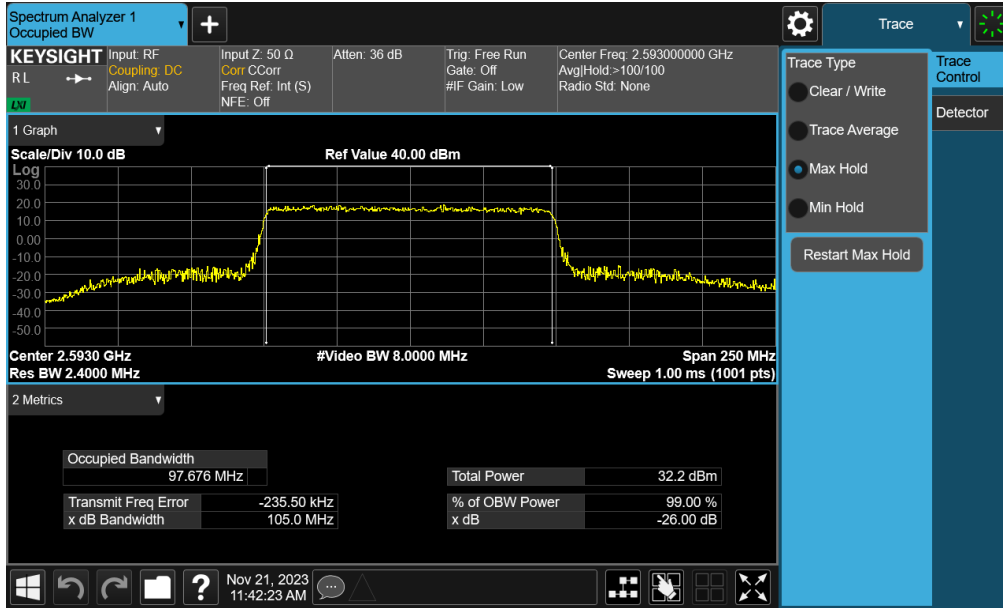 Spectrum Analyzer 1
Occupied BW
+
Trace
KEYSIGHT
RL
LXI
Input: RF
Coupling: DC
Align: Auto
Input Z: 50 Ω
Corr CCorr
Freq Ref: Int (S)
NFE: Off
Atten: 36 dB
Trig: Free Run
Gate: Off
#IF Gain: Low
Center Freq: 2.593000000 GHz
Avg|Hold:>100/100
Radio Std: None
1 Graph
Scale/Div 10.0 dB
Ref Value 40.00 dBm
Log
30.0
20.0
10.0
0.00
-10.0
-20.0
-30.0
-40.0
-50.0
Center 2.5930 GHz
#Video BW 8.0000 MHz
Span 250 MHz
Res BW 2.4000 MHz
Sweep 1.00 ms (1001 pts)
2 Metrics
Occupied Bandwidth
97.676 MHz
Total Power 32.2 dBm
Transmit Freq Error -235.50 kHz
% of OBW Power 99.00 %
x dB Bandwidth 105.0 MHz
x dB -26.00 dB
Trace Type
Clear / Write
Trace Average
Max Hold
Min Hold
Restart Max Hold
Trace
Control
Detector
?
Nov 21, 2023
11:42:23 AM